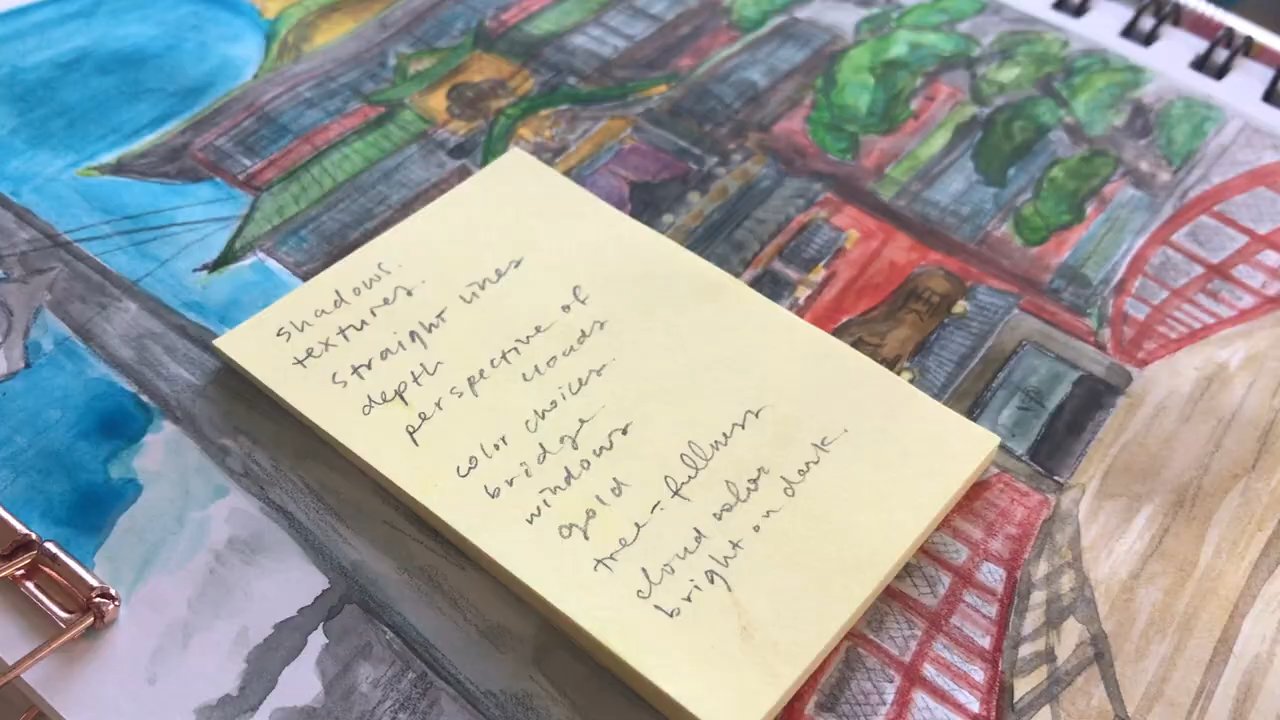 shadows.
textures.
straight lines
depth
perspective of
clouds
color choices.
bridge
windows
gold
tree-fullness
cloud color
bright on dark.